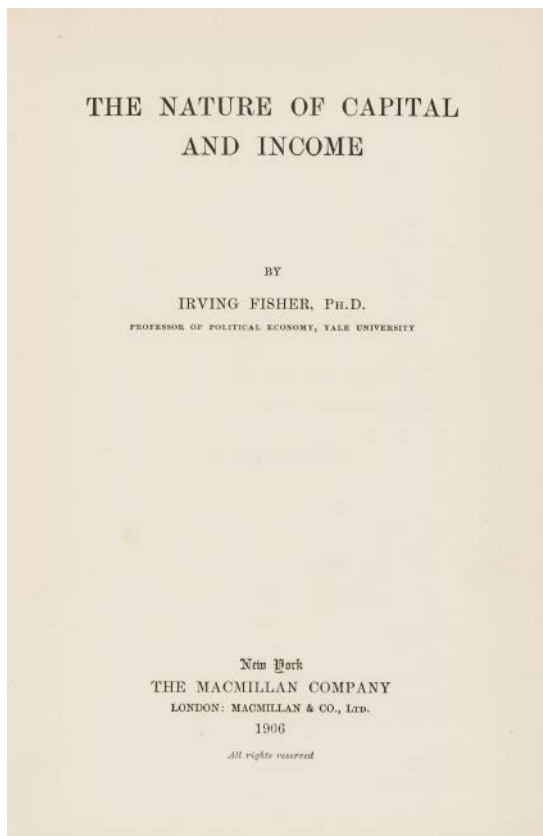 THE NATURE OF CAPITAL
AND INCOME
BY
IRVING FISHER, PH.D.
PROFESSOR OF POLITICAL ECONOMY, YALE UNIVERSITY
New York
THE MACMILLAN COMPANY
LONDON: MACMILLAN & CO., LTD.
1906
All rights reserved